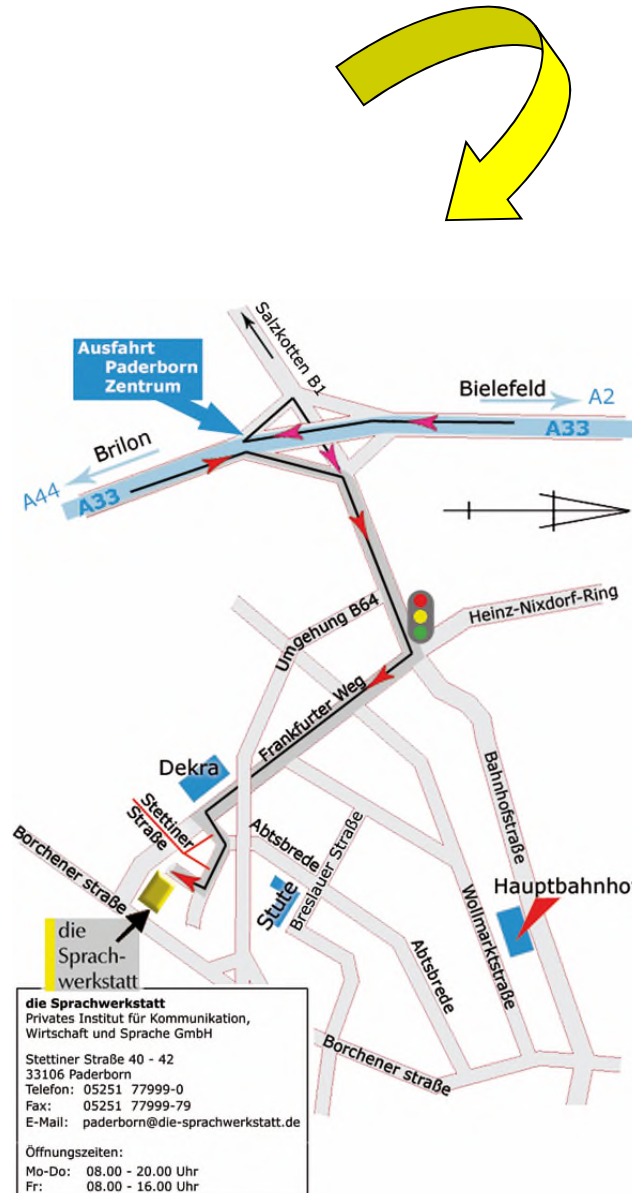 Salzkotten B1
Ausfahrt
Paderborn
Zentrum
Bielefeld
A2
A33
Brilon
A44
A33
Heinz-Nixdorf-Ring
Umgehung B64
Frankfurter Weg
Dekra
Stettiner
Straße
Bahnhofstraße
Borchener straße
Abtsbrede
Breslauer Straße
Stute
Hauptbahnhof
Wollmarktstraße
Abtsbrede
Borchener straße
die
Sprach-
werkstatt
die Sprachwerkstatt
Privates Institut für Kommunikation,
Wirtschaft und Sprache GmbH
Stettiner Straße 40 - 42
33106 Paderborn
Telefon: 05251 77999-0
Fax: 05251 77999-79
E-Mail: paderborn@die-sprachwerkstatt.de
Öffnungszeiten:
Mo-Do: 08.00 - 20.00 Uhr
Fr: 08.00 - 16.00 Uhr